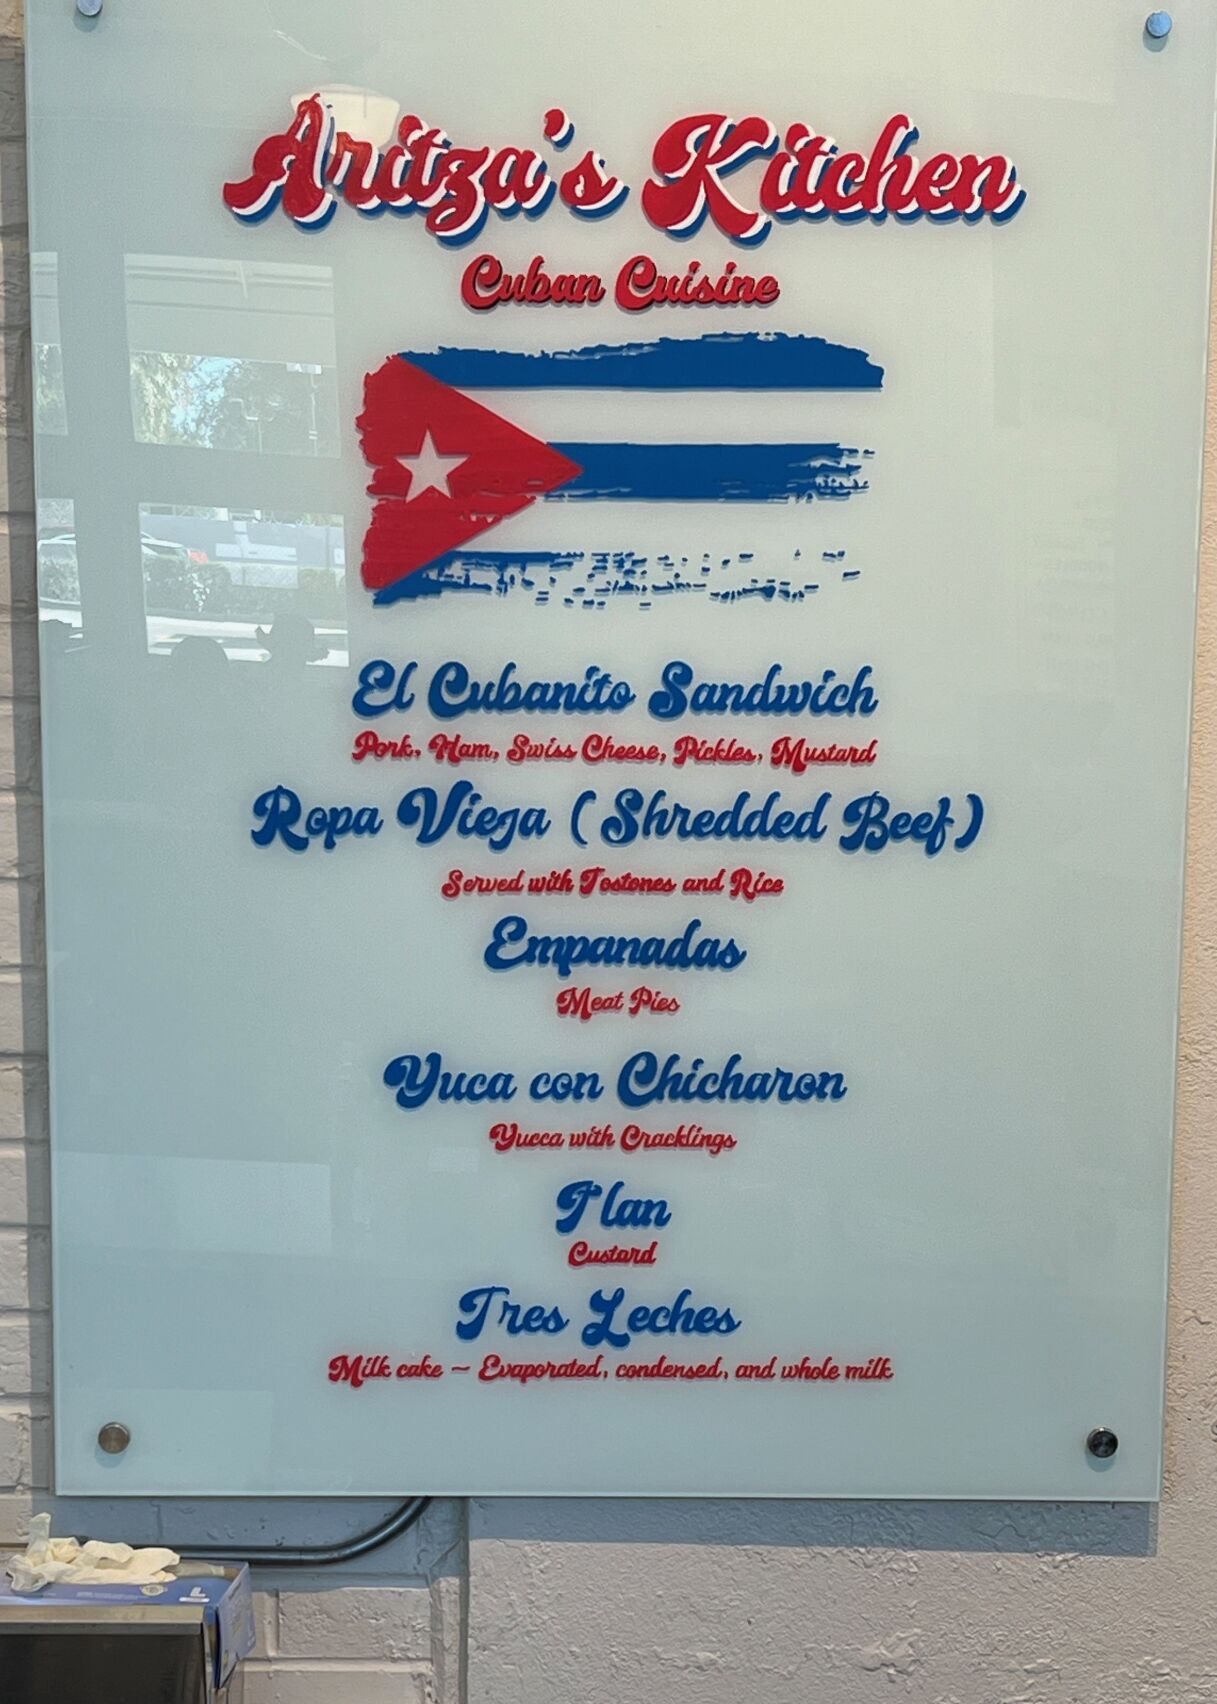 Aritza's Kitchen
Cuban Cuisine
El Cubanito Sandwich
Pork, Ham, Swiss Cheese, Pickles, Mustard
Ropa Vieja ( Shredded Beef )
Served with Tostones and Rice
Empanadas
Meat Pies
Yuca con Chicharon
Yucca with Cracklings
Flan
Custard
Tres Leches
Milk cake – Evaporated, condensed, and whole milk
L